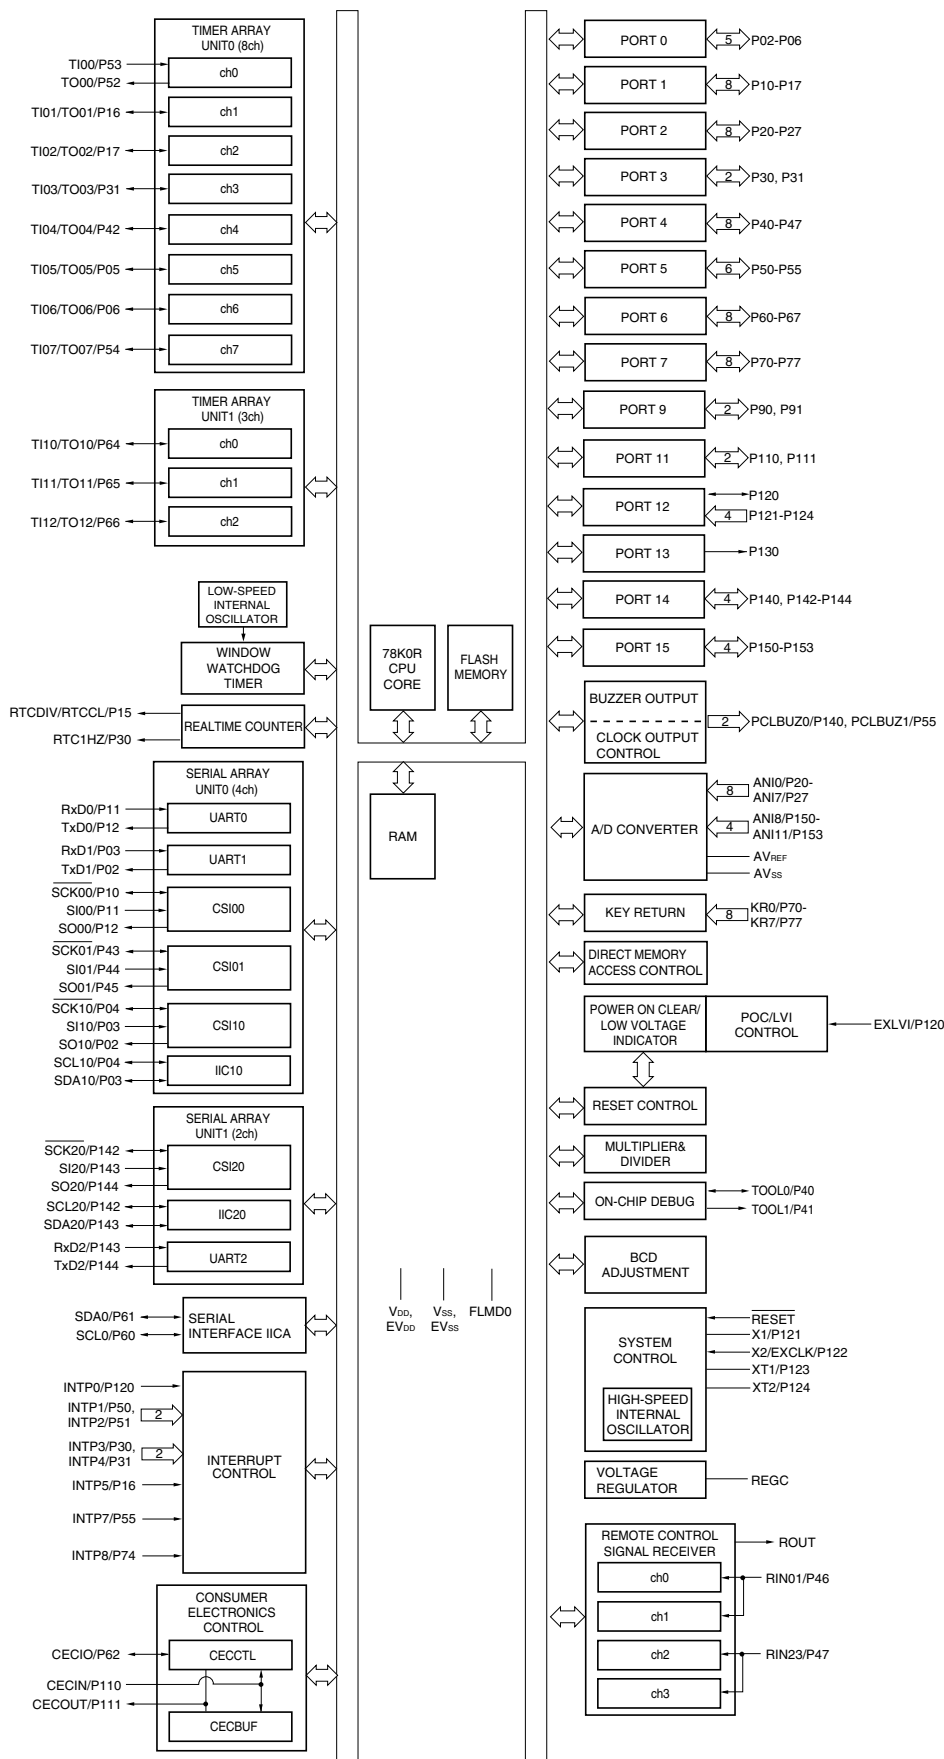 TIMER ARRAY
UNIT0 (8ch)
TI00/P53
TO00/P52
ch0
TI01/TO01/P16
ch1
TI02/TO02/P17
ch2
TI03/TO03/P31
ch3
TI04/TO04/P42
ch4
TI05/TO05/P05
ch5
TI06/TO06/P06
ch6
TI07/TO07/P54
ch7
TIMER ARRAY
UNIT1 (3ch)
TI10/TO10/P64
ch0
TI11/TO11/P65
ch1
TI12/TO12/P66
ch2
LOW-SPEED
INTERNAL
OSCILLATOR
WINDOW
WATCHDOG
TIMER
RTCDIV/RTCCL/P15
RTC1HZ/P30
REALTIME COUNTER
SERIAL ARRAY
UNIT0 (4ch)
RxD0/P11
TxD0/P12
UART0
RxD1/P03
TxD1/P02
UART1
SCK00/P10
SI00/P11
SO00/P12
CSI00
SCK01/P43
SI01/P44
SO01/P45
CSI01
SCK10/P04
SI10/P03
SO10/P02
CSI10
SCL10/P04
SDA10/P03
IIC10
SERIAL ARRAY
UNIT1 (2ch)
SCK20/P142
SI20/P143
SO20/P144
CSI20
SCL20/P142
SDA20/P143
IIC20
RxD2/P143
TxD2/P144
UART2
SDA0/P61
SCL0/P60
SERIAL
INTERFACE IICA
INTP0/P120
INTP1/P50,
INTP2/P51
2
INTP3/P30,
INTP4/P31
2
INTP5/P16
INTP7/P55
INTP8/P74
INTERRUPT
CONTROL
CONSUMER
ELECTRONICS
CONTROL
CECIO/P62
CECCTL
CECIN/P110
CECOUT/P111
CECBUF
78K0R
CPU
CORE
FLASH
MEMORY
RAM
VDD,
EVDD
VSS,
EVSS
FLMD0
PORT 0
5
P02-P06
PORT 1
8
P10-P17
PORT 2
8
P20-P27
PORT 3
2
P30, P31
PORT 4
8
P40-P47
PORT 5
6
P50-P55
PORT 6
8
P60-P67
PORT 7
8
P70-P77
PORT 9
2
P90, P91
PORT 11
2
P110, P111
PORT 12
P120
4
P121-P124
PORT 13
P130
PORT 14
4
P140, P142-P144
PORT 15
4
P150-P153
BUZZER OUTPUT
CLOCK OUTPUT
CONTROL
2
PCLBUZ0/P140, PCLBUZ1/P55
A/D CONVERTER
8
ANI0/P20-
ANI7/P27
4
ANI8/P150-
ANI11/P153
AVREF
AVSS
KEY RETURN
8
KR0/P70-
KR7/P77
DIRECT MEMORY
ACCESS CONTROL
POWER ON CLEAR/
LOW VOLTAGE
INDICATOR
POC/LVI
CONTROL
EXLVI/P120
RESET CONTROL
MULTIPLIER&
DIVIDER
ON-CHIP DEBUG
TOOL0/P40
TOOL1/P41
BCD
ADJUSTMENT
SYSTEM
CONTROL
RESET
X1/P121
X2/EXCLK/P122
XT1/P123
XT2/P124
HIGH-SPEED
INTERNAL
OSCILLATOR
VOLTAGE
REGULATOR
REGC
REMOTE CONTROL
SIGNAL RECEIVER
ROUT
ch0
RIN01/P46
ch1
ch2
RIN23/P47
ch3